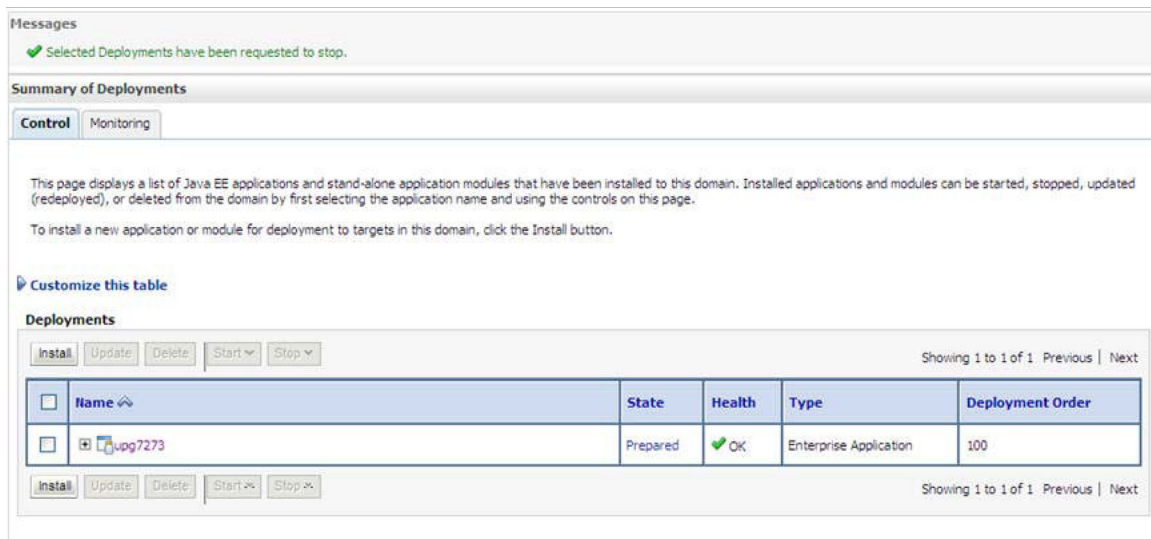 Messages
Selected Deployments have been requested to stop.
Summary of Deployments
Control Monitoring
This page displays a list of Java EE applications and stand-alone application modules that have been installed to this domain. Installed applications and modules can be started, stopped, updated
(redeployed), or deleted from the domain by first selecting the application name and using the controls on this page.
To install a new application or module for deployment to targets in this domain, click the Install button.
Customize this table
Deployments
Install Update Delete Start Stop Showing 1 to 1 of 1 Previous | Next
Name State Health Type Deployment Order
upg7273 Prepared OK Enterprise Application 100
Install Update Delete Start Stop Showing 1 to 1 of 1 Previous | Next